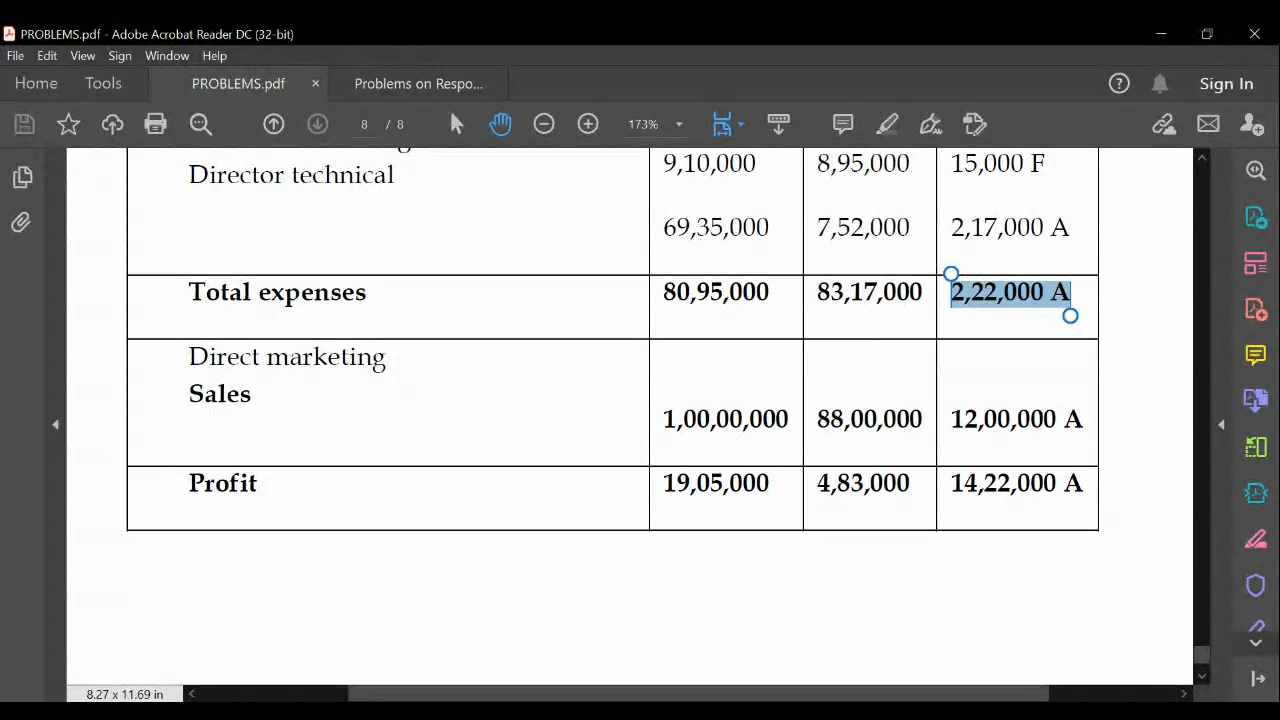 PROBLEMS.pdf - Adobe Acrobat Reader DC (32-bit)
File Edit View Sign Window Help
Home Tools PROBLEMS.pdf × Problems on Respo... Sign In
8 / 8 173%
Director technical 9,10,000 8,95,000 15,000 F
69,35,000 7,52,000 2,17,000 A
Total expenses 80,95,000 83,17,000 2,22,000 A
Direct marketing
Sales
1,00,00,000 88,00,000 12,00,000 A
Profit 19,05,000 4,83,000 14,22,000 A
8.27 x 11.69 in